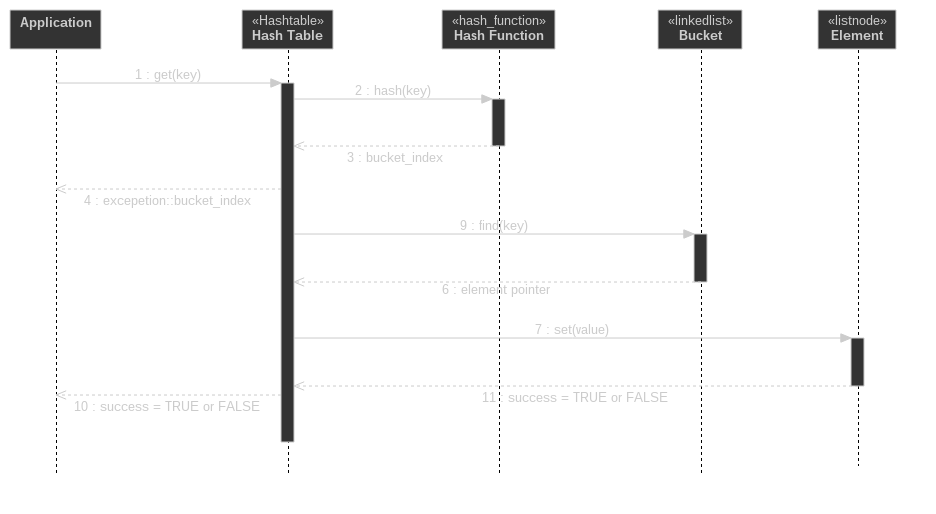 Application
«Hashtable»
Hash Table
«hash_function»
Hash Function
«linkedlist»
Bucket
«listnode»
Element
1 : get(key)
2 : hash(key)
3 : bucket_index
4 : excepetion::bucket_index
9 : find(key)
6 : element pointer
7 : set(value)
11 : success = TRUE or FALSE
10 : success = TRUE or FALSE